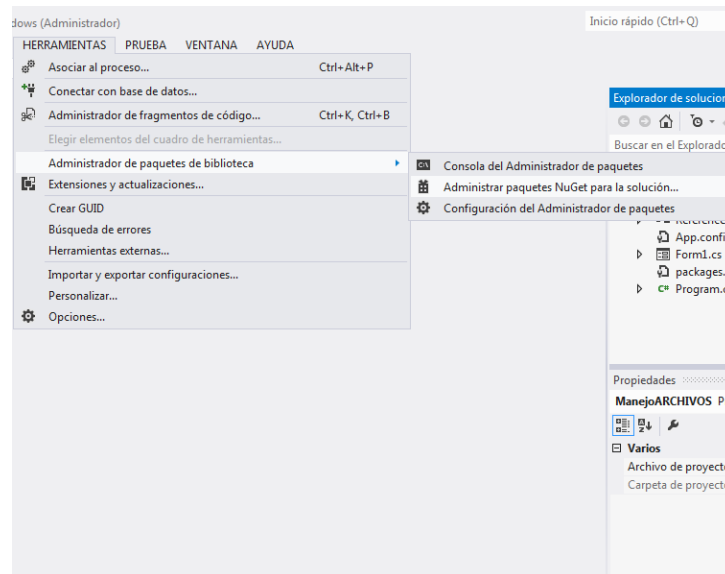 dows (Administrador)
Inicio rápido (Ctrl+Q)
HERRAMIENTAS PRUEBA VENTANA AYUDA
Asociar al proceso... Ctrl+Alt+P
Conectar con base de datos...
Administrador de fragmentos de código... Ctrl+K, Ctrl+B
Elegir elementos del cuadro de herramientas...
Administrador de paquetes de biblioteca
Extensiones y actualizaciones...
Crear GUID
Búsqueda de errores
Herramientas externas...
Importar y exportar configuraciones...
Personalizar...
Opciones...
Consola del Administrador de paquetes
Administrar paquetes NuGet para la solución...
Configuración del Administrador de paquetes
Explorador de solucion
Buscar en el Explorado
Reference
App.confi
Form1.cs
packages.
C# Program.c
Propiedades
ManejoARCHIVOS P
Varios
Archivo de proyect
Carpeta de proyect